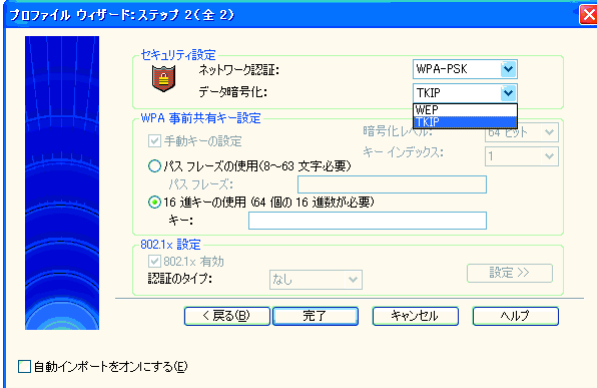 プロファイル ウィザード: ステップ 2(全 2)
セキュリティ設定
ネットワーク認証: WPA-PSK
データ暗号化: TKIP
WEP
TKIP
WPA 事前共有キー設定
暗号化レベル: 64 ビット
手動キーの設定
キー インデックス: 1
パス フレーズの使用(8~63 文字必要)
パス フレーズ:
16 進キーの使用 (64 個の 16 進数が必要)
キー:
802.1x 設定
802.1x 有効
認証のタイプ: なし 設定 >>
< 戻る(B) 完了 キャンセル ヘルプ
自動インポートをオンにする(E)